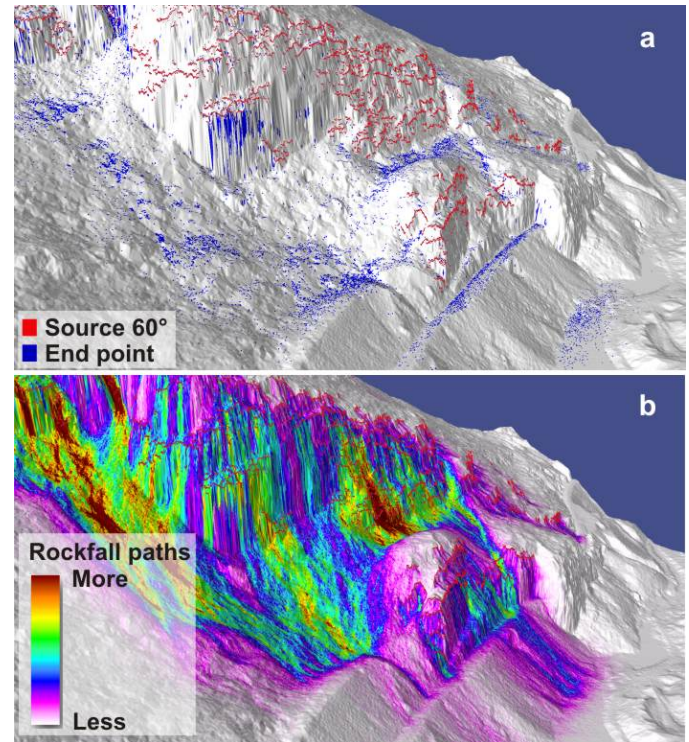 a
Source 60°
End point
b
Rockfall paths
More
Less